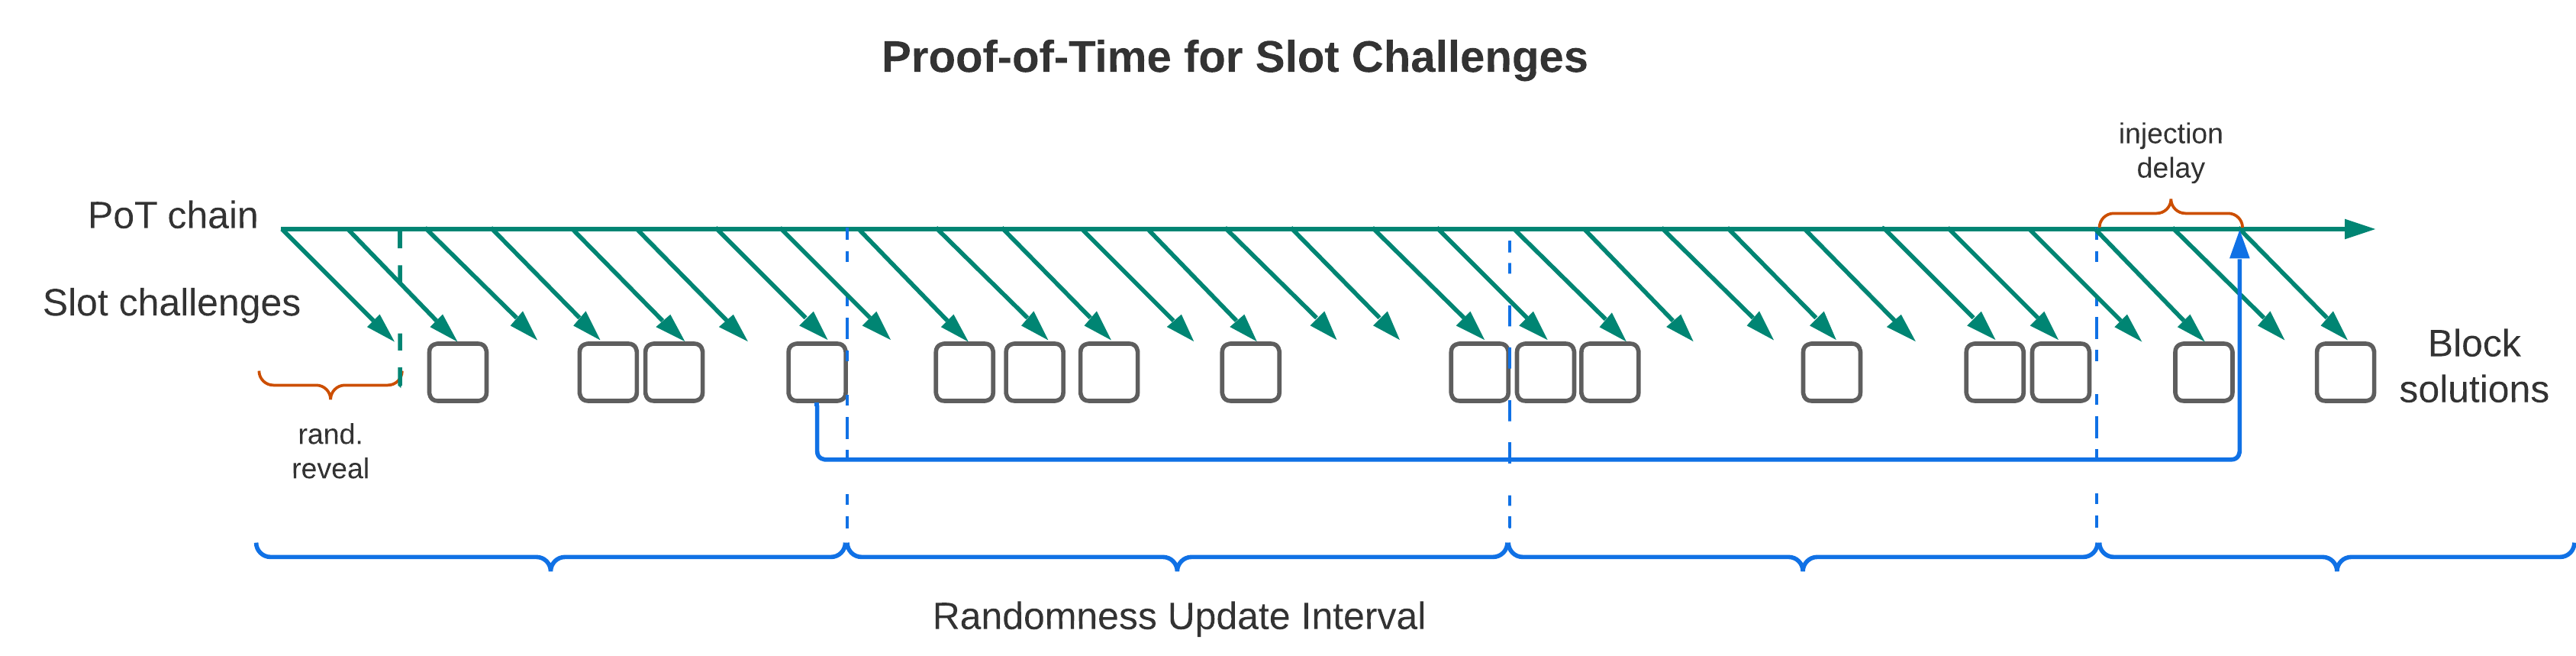 Proof-of-Time for Slot Challenges
injection
delay
PoT chain
Slot challenges
Block
solutions
rand.
reveal
Randomness Update Interval